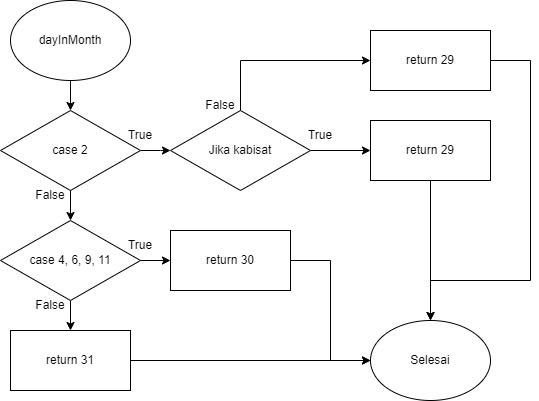 dayInMonth
return 29
False
case 2
True
Jika kabisat
True
return 29
False
case 4, 6, 9, 11
True
return 30
False
return 31
Selesai